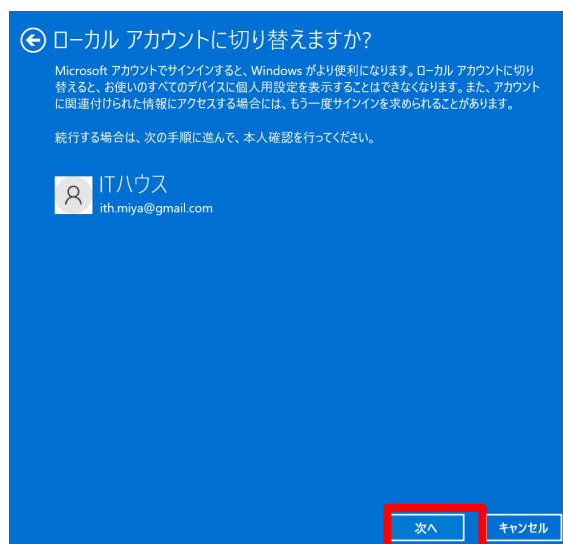 ローカル アカウントに切り替えますか?
Microsoft アカウントでサインインすると、Windows がより便利になります。ローカル アカウントに切り
替えると、お使いのすべてのデバイスに個人用設定を表示することはできなくなります。また、アカウント
に関連付けられた情報にアクセスする場合には、もう一度サインインを求められることがあります。
続行する場合は、次の手順に進んで、本人確認を行ってください。
ITハウス
ith.miya@gmail.com
次へ
キャンセル